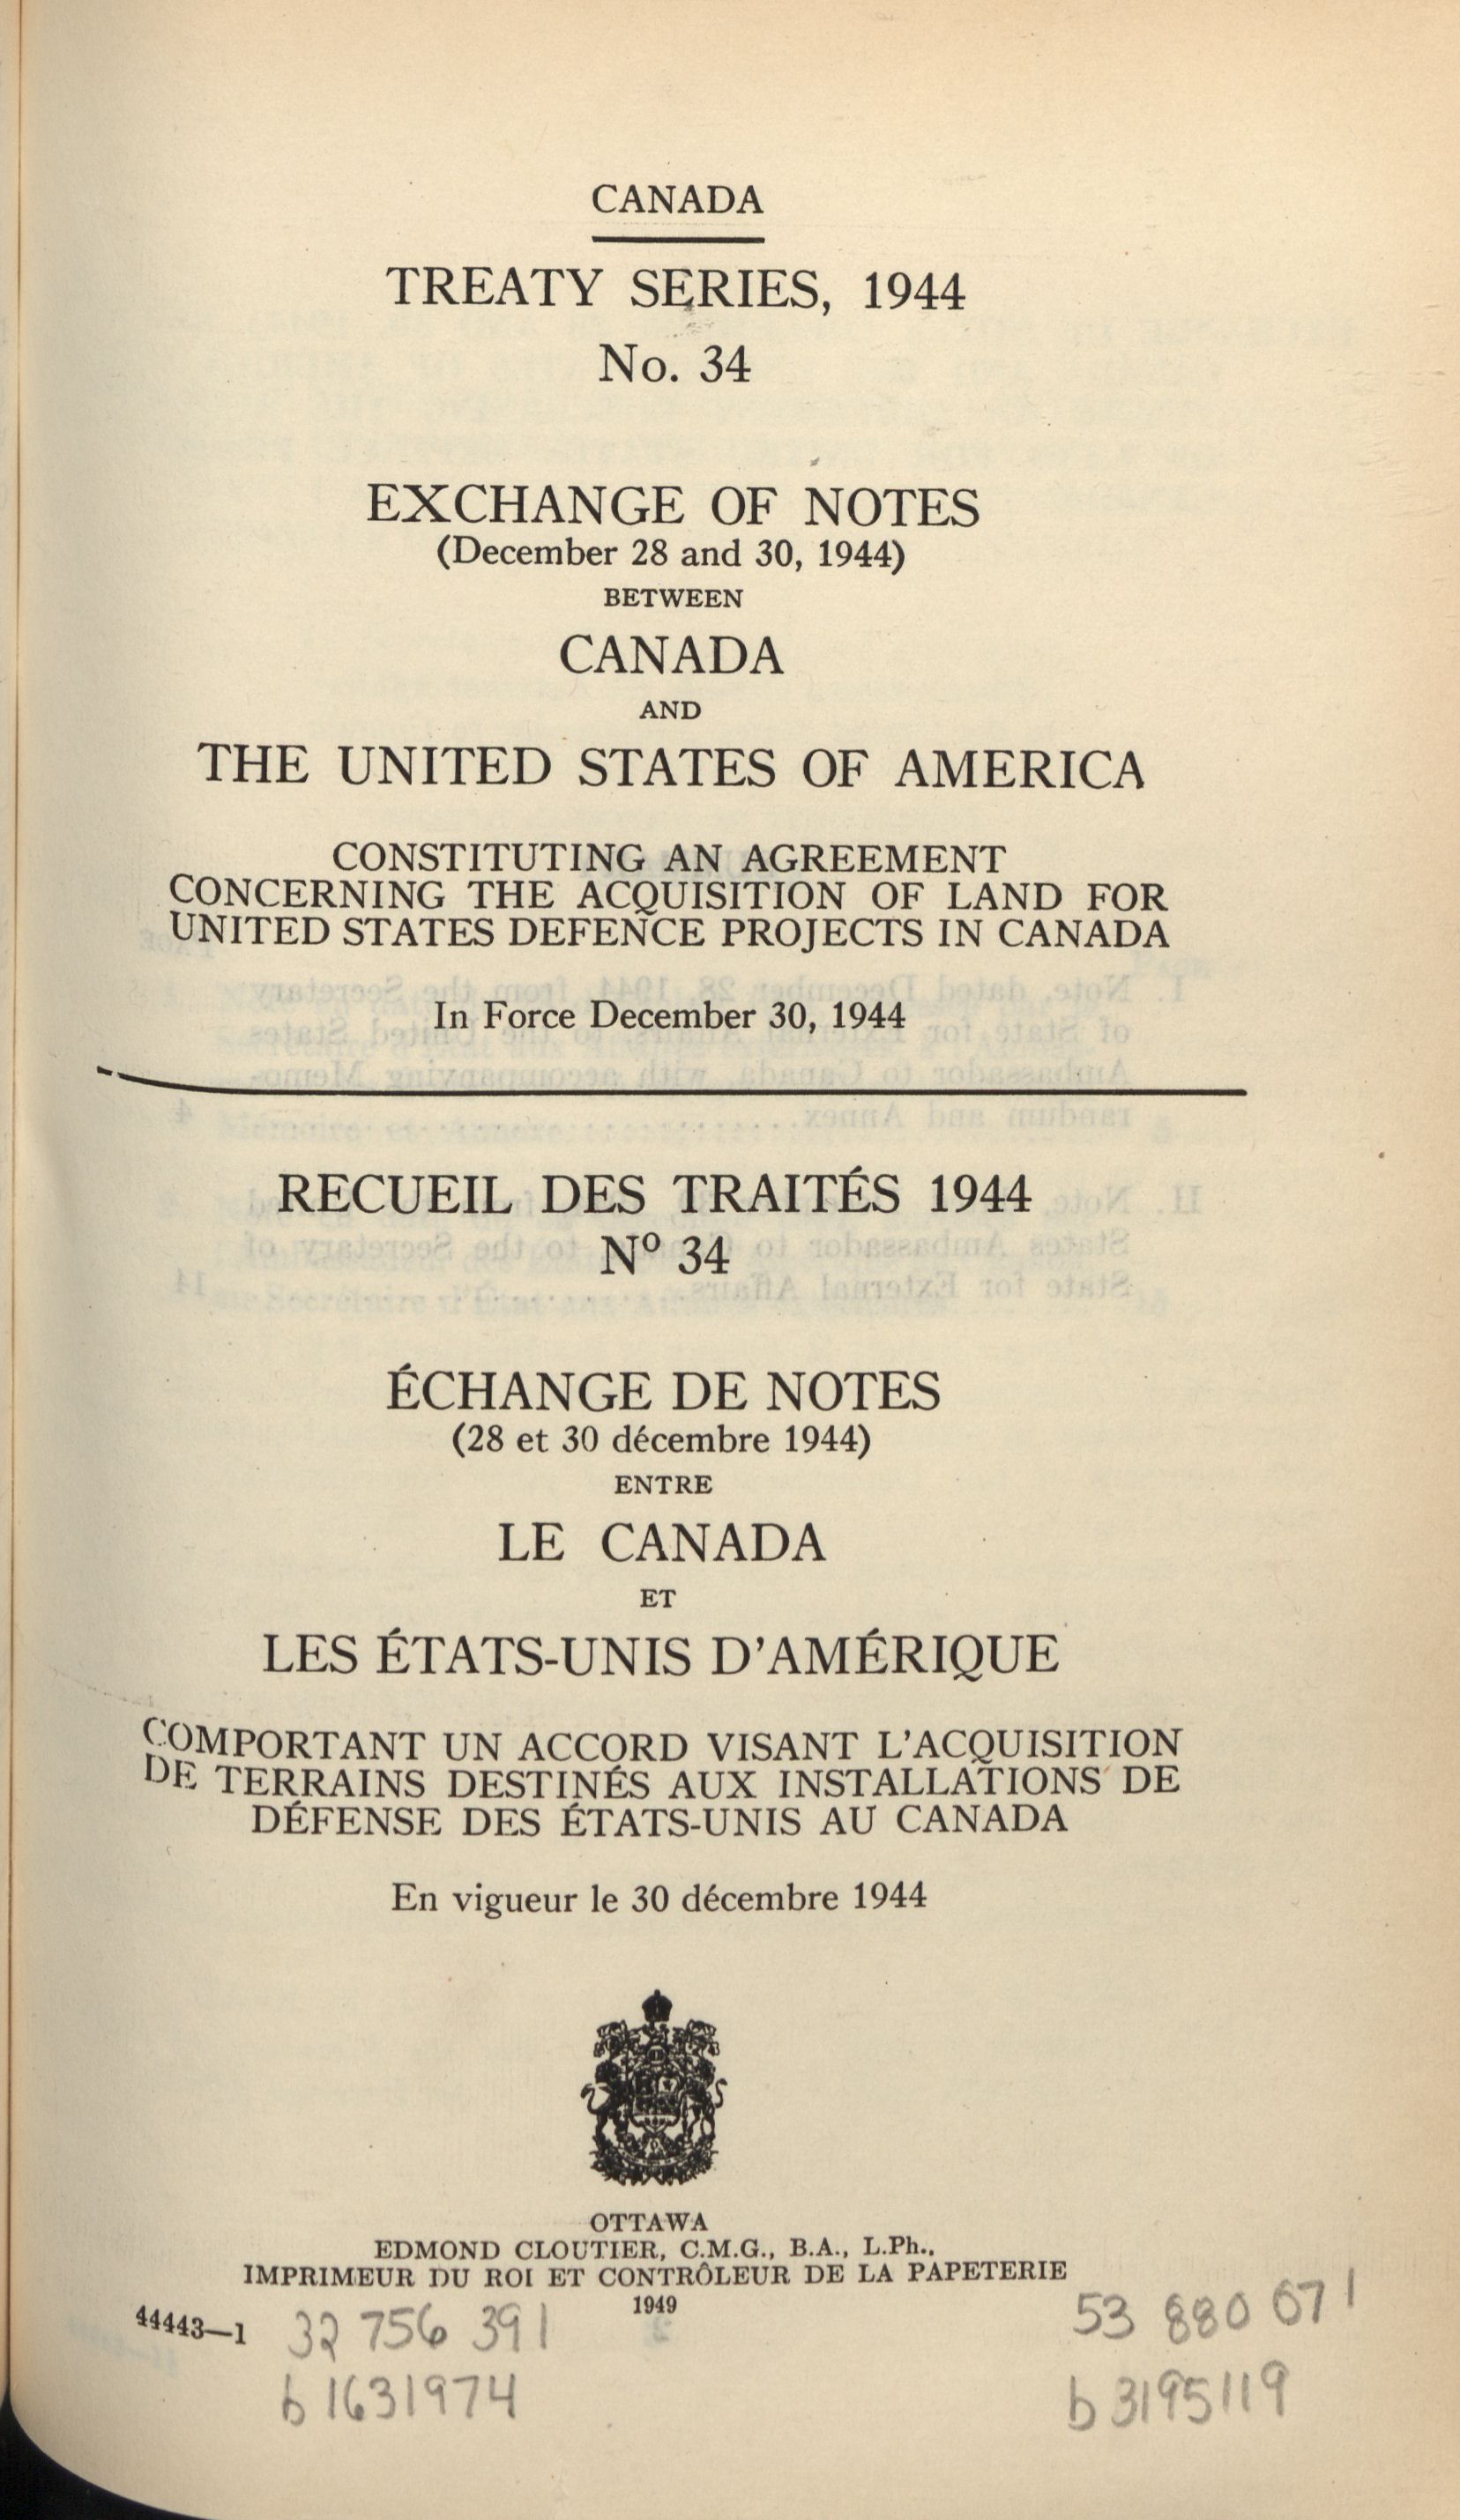 CANADA
TREATY SERIES, 1944
No. 34
EXCHANGE OF NOTES
(December 28 and 30, 1944)
BETWEEN
CANADA
AND
THE UNITED STATES OF AMERICA
CONSTITUTING AN AGREEMENT
CONCERNING THE ACQUISITION OF LAND FOR
UNITED STATES DEFENCE PROJECTS IN CANADA
In Force December 30, 1944
RECUEIL DES TRAITÉS 1944
Nº 34
ÉCHANGE DE NOTES
(28 et 30 décembre 1944)
ENTRE
LE CANADA
ET
LES ÉTATS-UNIS D'AMÉRIQUE
COMPORTANT UN ACCORD VISANT L'ACQUISITION
DE TERRAINS DESTINÉS AUX INSTALLATIONS DE
DÉFENSE DES ÉTATS-UNIS AU CANADA
En vigueur le 30 décembre 1944
OTTAWA
EDMOND CLOUTIER, C.M.G., B.A., L.Ph.,
IMPRIMEUR DU ROI ET CONTRÔLEUR DE LA PAPETERIE
1949
44443—1 32 756 391 53 880 671
b 1631974 b 3195119